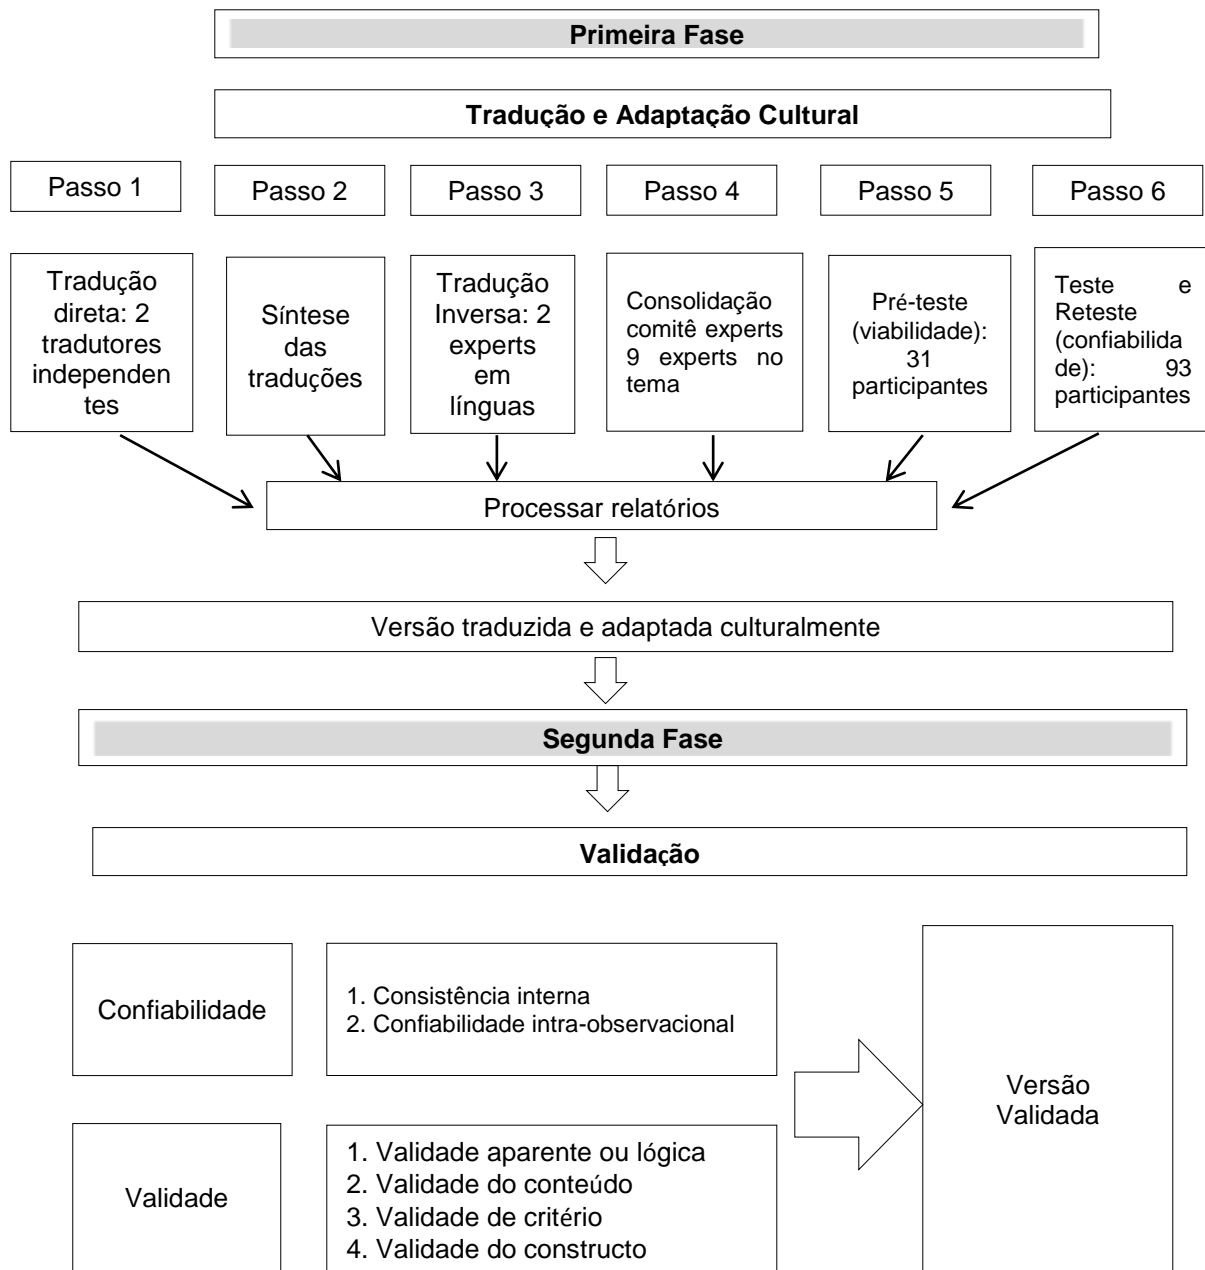 Primeira Fase
Tradução e Adaptação Cultural
Passo 1
Passo 2
Passo 3
Passo 4
Passo 5
Passo 6
Tradução
direta: 2
tradutores
independen
tes
Síntese
das
traduções
Tradução
Inversa: 2
experts
em
línguas
Consolidação
comitê experts
9 experts no
tema
Pré-teste
(viabilidade):
31
participantes
Teste e
Reteste
(confiabilida
de): 93
participantes
Processar relatórios
Versão traduzida e adaptada culturalmente
Segunda Fase
Validação
Confiabilidade
1. Consistência interna
2. Confiabilidade intra-observacional
Versão
Validada
Validade
1. Validade aparente ou lógica
2. Validade do conteúdo
3. Validade de critério
4. Validade do constructo